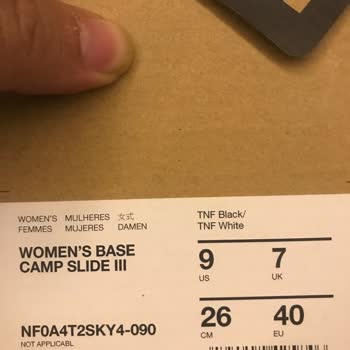 WOMEN'S MULHERES 女式
FEMMES MUJERES DAMEN
TNF Black/
TNF White
WOMEN'S BASE
CAMP SLIDE III
9 7
US UK
26 40
CM EU
NF0A4T2SKY4-090
NOT APPLICABL